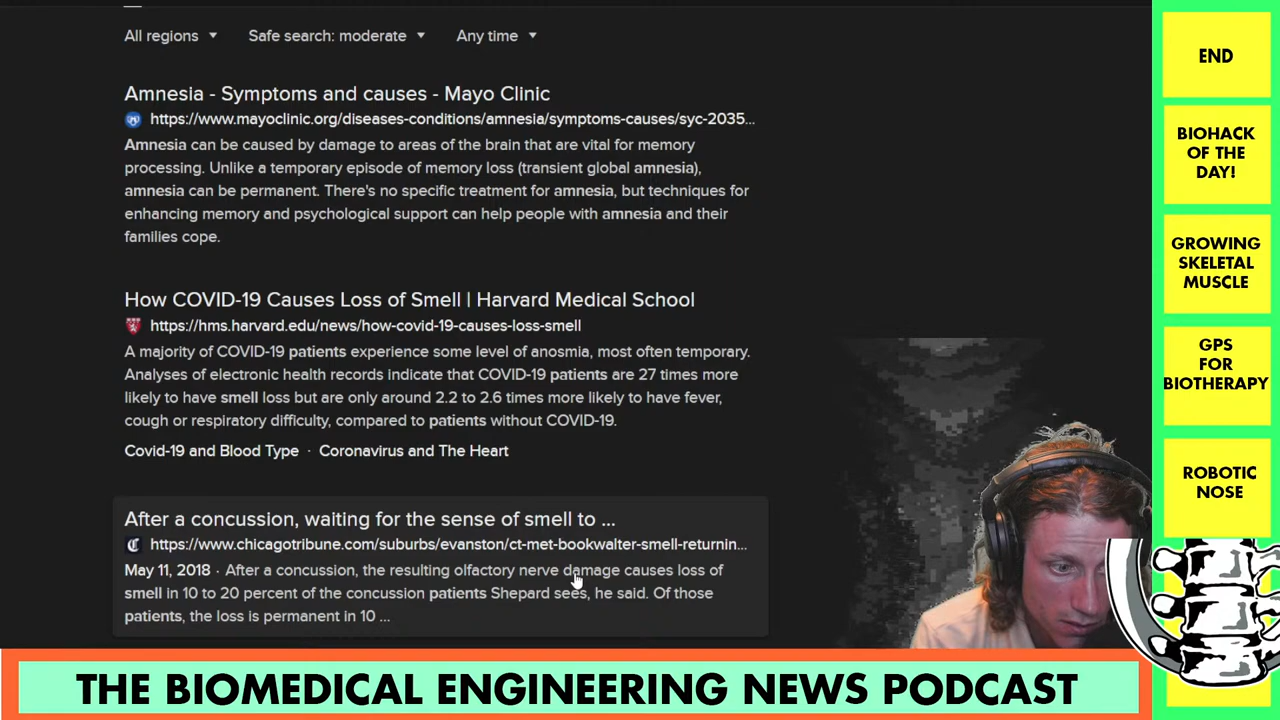 All regions
Safe search: moderate
Any time
Amnesia - Symptoms and causes - Mayo Clinic
https://www.mayoclinic.org/diseases-conditions/amnesia/symptoms-causes/syc-2035...
Amnesia can be caused by damage to areas of the brain that are vital for memory
processing. Unlike a temporary episode of memory loss (transient global amnesia),
amnesia can be permanent. There's no specific treatment for amnesia, but techniques for
enhancing memory and psychological support can help people with amnesia and their
families cope.
How COVID-19 Causes Loss of Smell | Harvard Medical School
https://hms.harvard.edu/news/how-covid-19-causes-loss-smell
A majority of COVID-19 patients experience some level of anosmia, most often temporary.
Analyses of electronic health records indicate that COVID-19 patients are 27 times more
likely to have smell loss but are only around 2.2 to 2.6 times more likely to have fever,
cough or respiratory difficulty, compared to patients without COVID-19.
Covid-19 and Blood Type · Coronavirus and The Heart
After a concussion, waiting for the sense of smell to ...
https://www.chicagotribune.com/suburbs/evanston/ct-met-bookwalter-smell-returnin...
May 11, 2018 · After a concussion, the resulting olfactory nerve damage causes loss of
smell in 10 to 20 percent of the concussion patients Shepard sees, he said. Of those
patients, the loss is permanent in 10 ...
END
BIOHACK
OF THE
DAY!
GROWING
SKELETAL
MUSCLE
GPS
FOR
BIOTHERAPY
ROBOTIC
NOSE
THE BIOMEDICAL ENGINEERING NEWS PODCAST